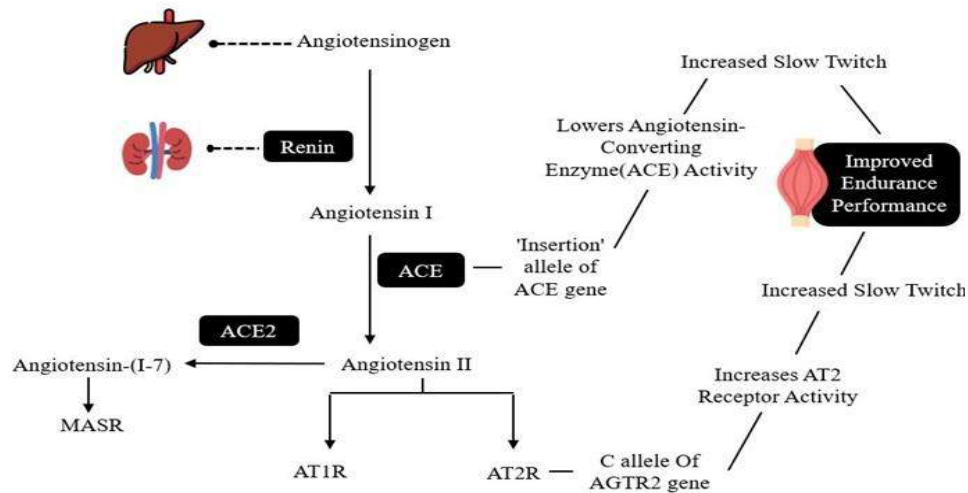 Angiotensinogen
Renin
Angiotensin I
ACE
'Insertion'
allele of
ACE gene
Lowers Angiotensin-
Converting
Enzyme(ACE) Activity
Increased Slow Twitch
Improved
Endurance
Performance
Increased Slow Twitch
Increases AT2
Receptor Activity
C allele Of
AGTR2 gene
ACE2
Angiotensin-(I-7)
Angiotensin II
MASR
AT1R
AT2R